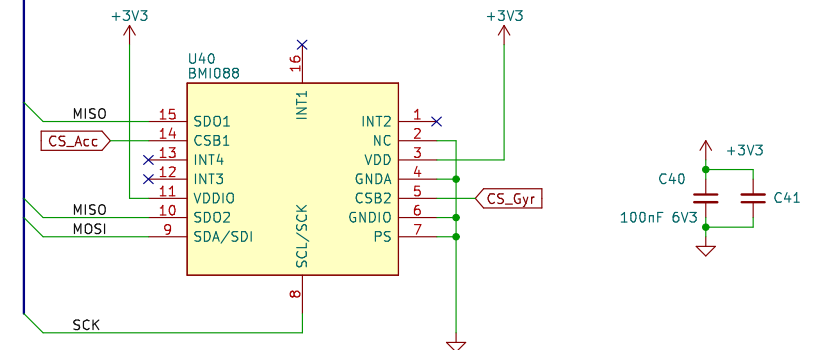 +3V3
+3V3
U40
BMI088
16
INT1
MISO
15
SDO1
INT2
1
CS_Acc
14
CSB1
NC
2
13
INT4
VDD
3
12
INT3
GNDA
4
11
VDDIO
CSB2
5
CS_Gyr
MISO
10
SDO2
GNDIO
6
MOSI
9
SDA/SDI
PS
7
SCL/SCK
8
SCK
+3V3
C40
C41
100nF 6V3